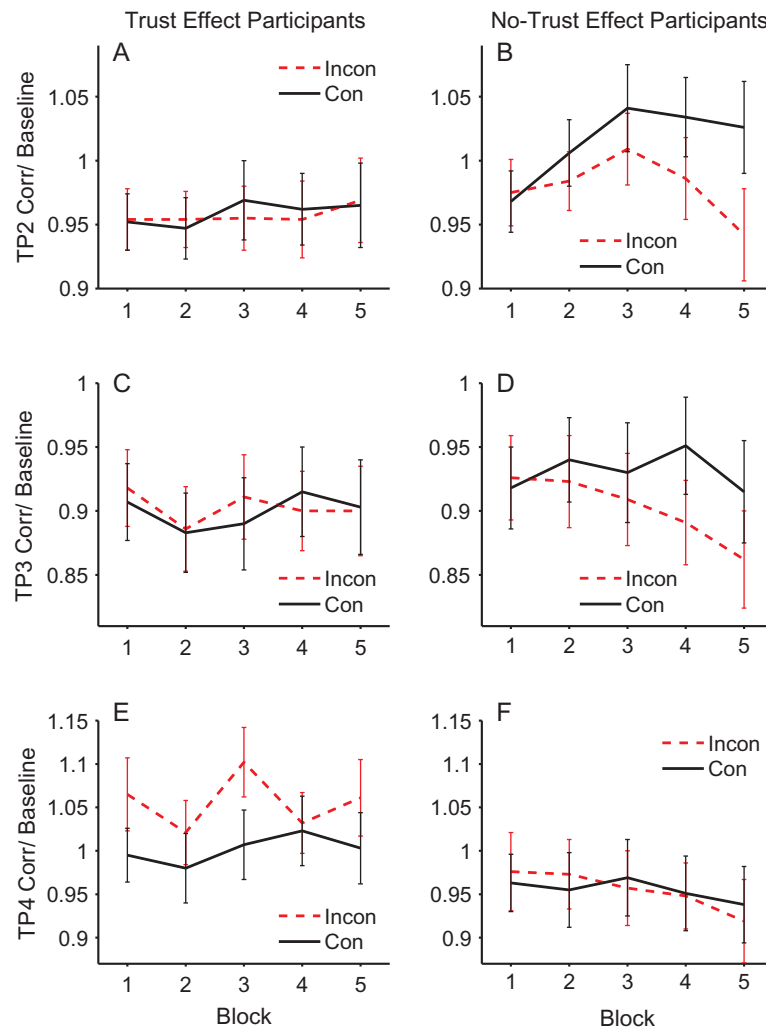 Trust Effect Participants
No-Trust Effect Participants
A
Incon
Con
1.05
1
0.95
0.9
TP2 Corr/ Baseline
1 2 3 4 5
B
1.05
1
0.95
0.9
Incon
Con
1 2 3 4 5
C
1
0.95
0.9
0.85
TP3 Corr/ Baseline
Incon
Con
1 2 3 4 5
D
1
0.95
0.9
0.85
Incon
Con
1 2 3 4 5
E
1.15
1.1
1.05
1
0.95
0.9
TP4 Corr/ Baseline
Incon
Con
1 2 3 4 5
Block
F
1.15
1.1
1.05
1
0.95
0.9
Incon
Con
1 2 3 4 5
Block